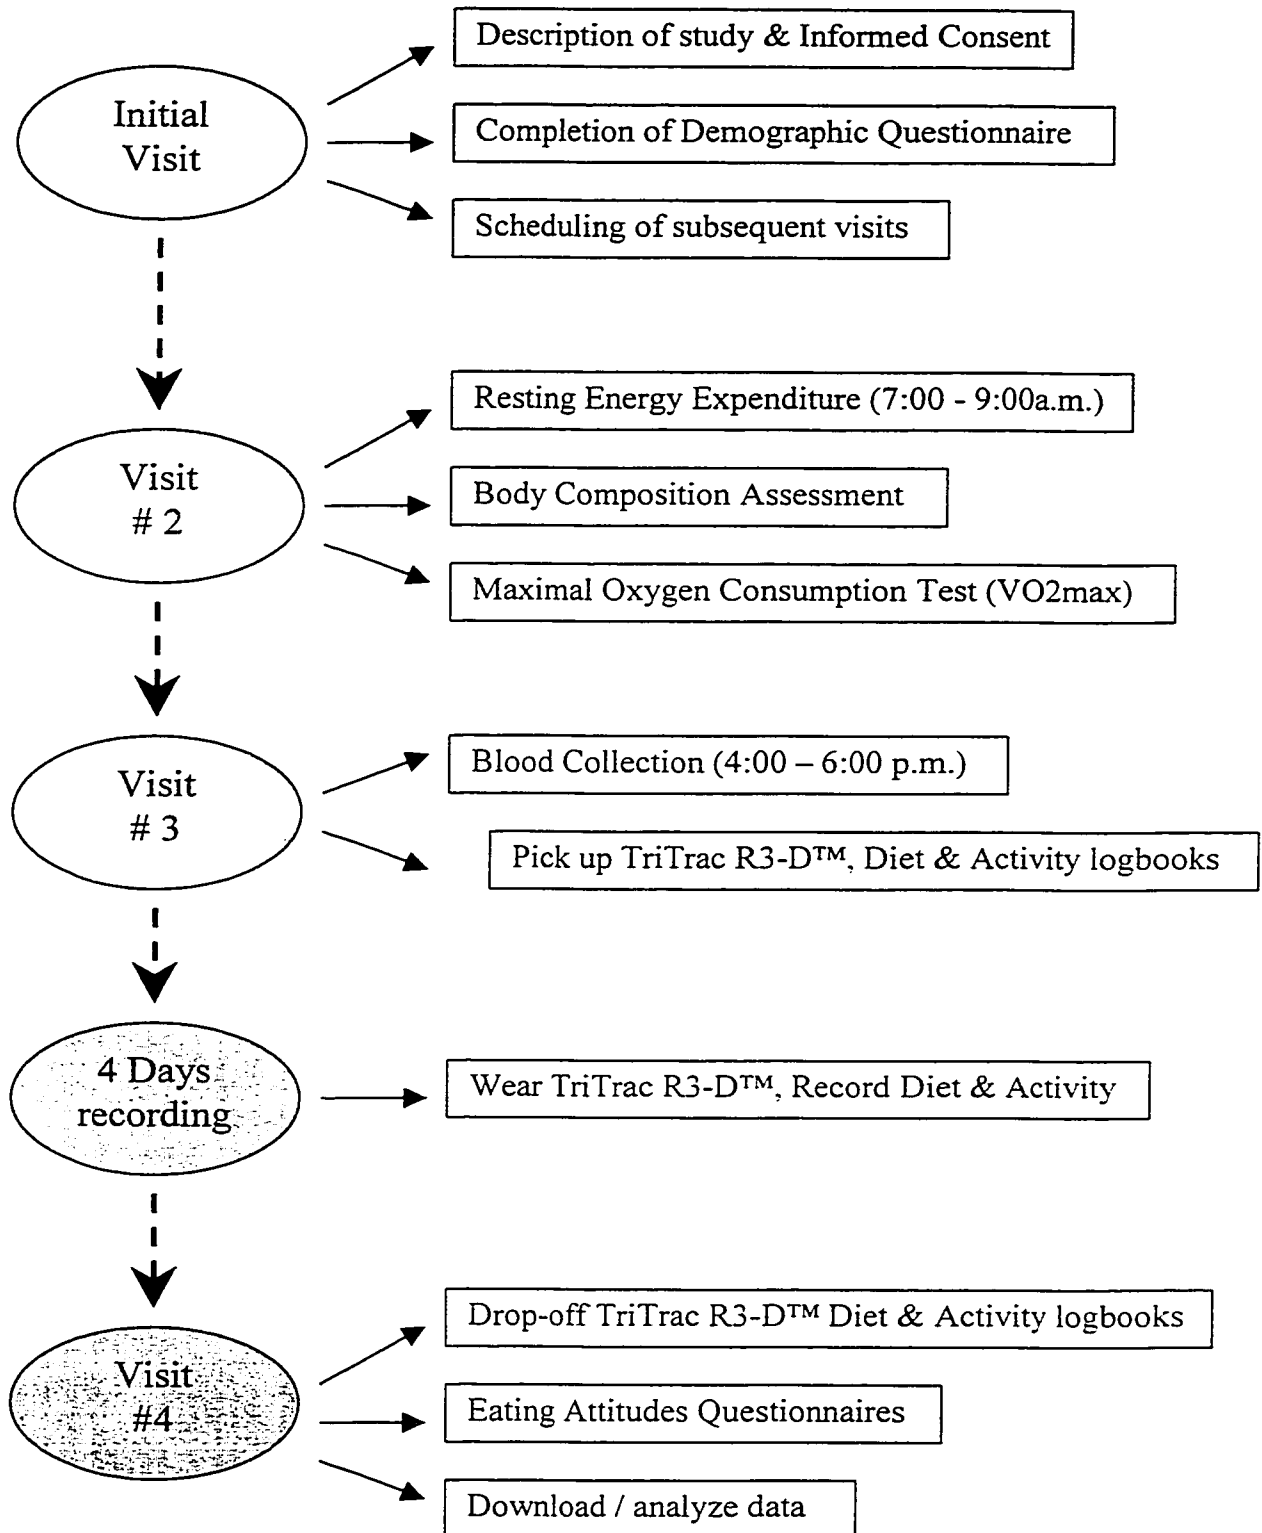 Description of study & Informed Consent
Initial
Visit
Completion of Demographic Questionnaire
Scheduling of subsequent visits
Resting Energy Expenditure (7:00 - 9:00a.m.)
Visit
# 2
Body Composition Assessment
Maximal Oxygen Consumption Test (VO2max)
Blood Collection (4:00 – 6:00 p.m.)
Visit
# 3
Pick up TriTrac R3-D™, Diet & Activity logbooks
4 Days
recording
Wear TriTrac R3-D™, Record Diet & Activity
Drop-off TriTrac R3-D™ Diet & Activity logbooks
Visit
#4
Eating Attitudes Questionnaires
Download / analyze data